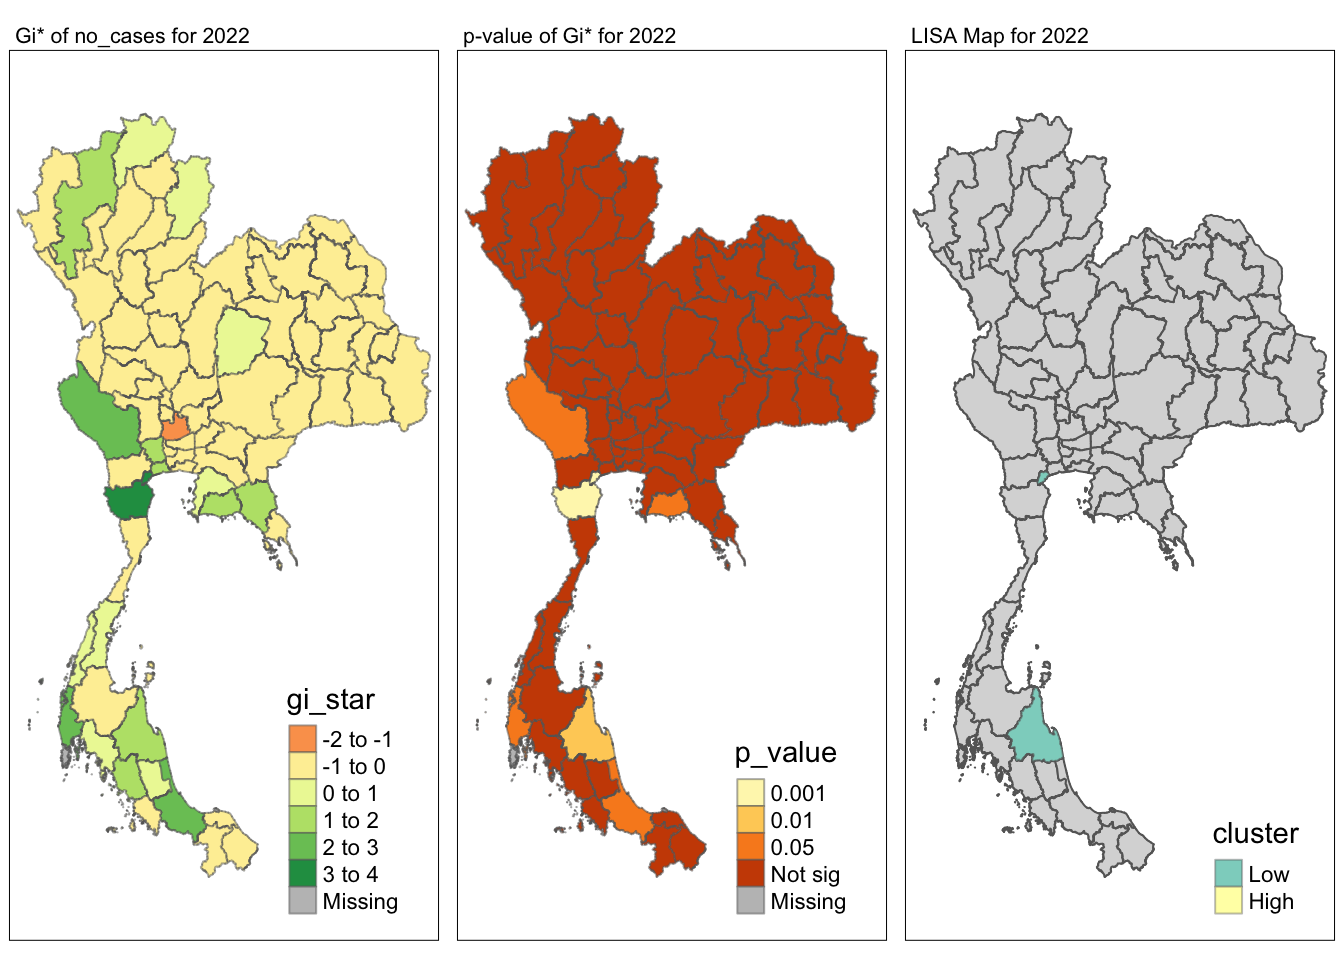 Gi* of no_cases for 2022
p-value of Gi* for 2022
LISA Map for 2022
gi_star
-2 to -1
-1 to 0
0 to 1
1 to 2
2 to 3
3 to 4
Missing
p_value
0.001
0.01
0.05
Not sig
Missing
cluster
Low
High